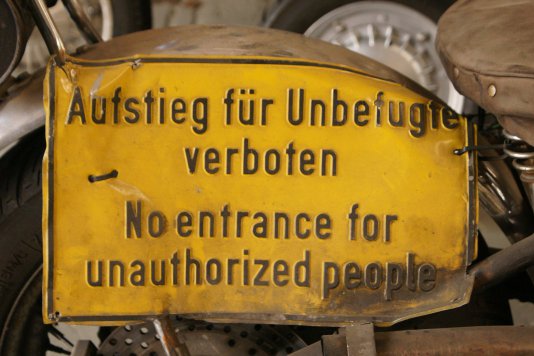 Aufstieg für Unbefugte
verboten
No entrance for
unauthorized people